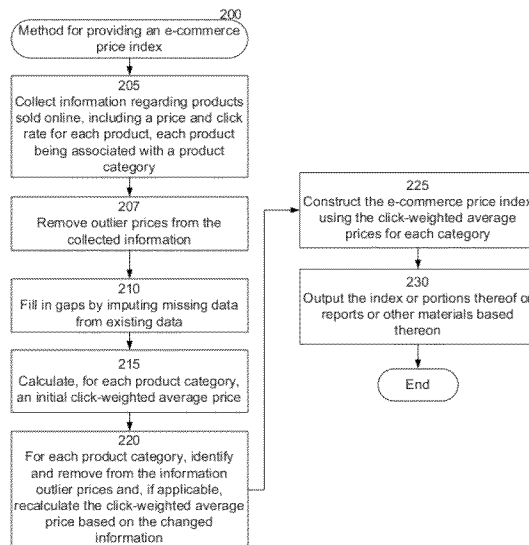 200
Method for providing an e-commerce
price index
205
Collect information regarding products
sold online, including a price and click
rate for each product, each product
being associated with a product
category
207
Remove outlier prices from the
collected information
210
Fill in gaps by imputing missing data
from existing data
215
Calculate, for each product category,
an initial click-weighted average price
220
For each product category, identify
and remove from the information
outlier prices and, if applicable,
recalculate the click-weighted average
price based on the changed
information
225
Construct the e-commerce price index
using the click-weighted average
prices for each category
230
Output the index or portions thereof or
reports or other materials based
thereon
End